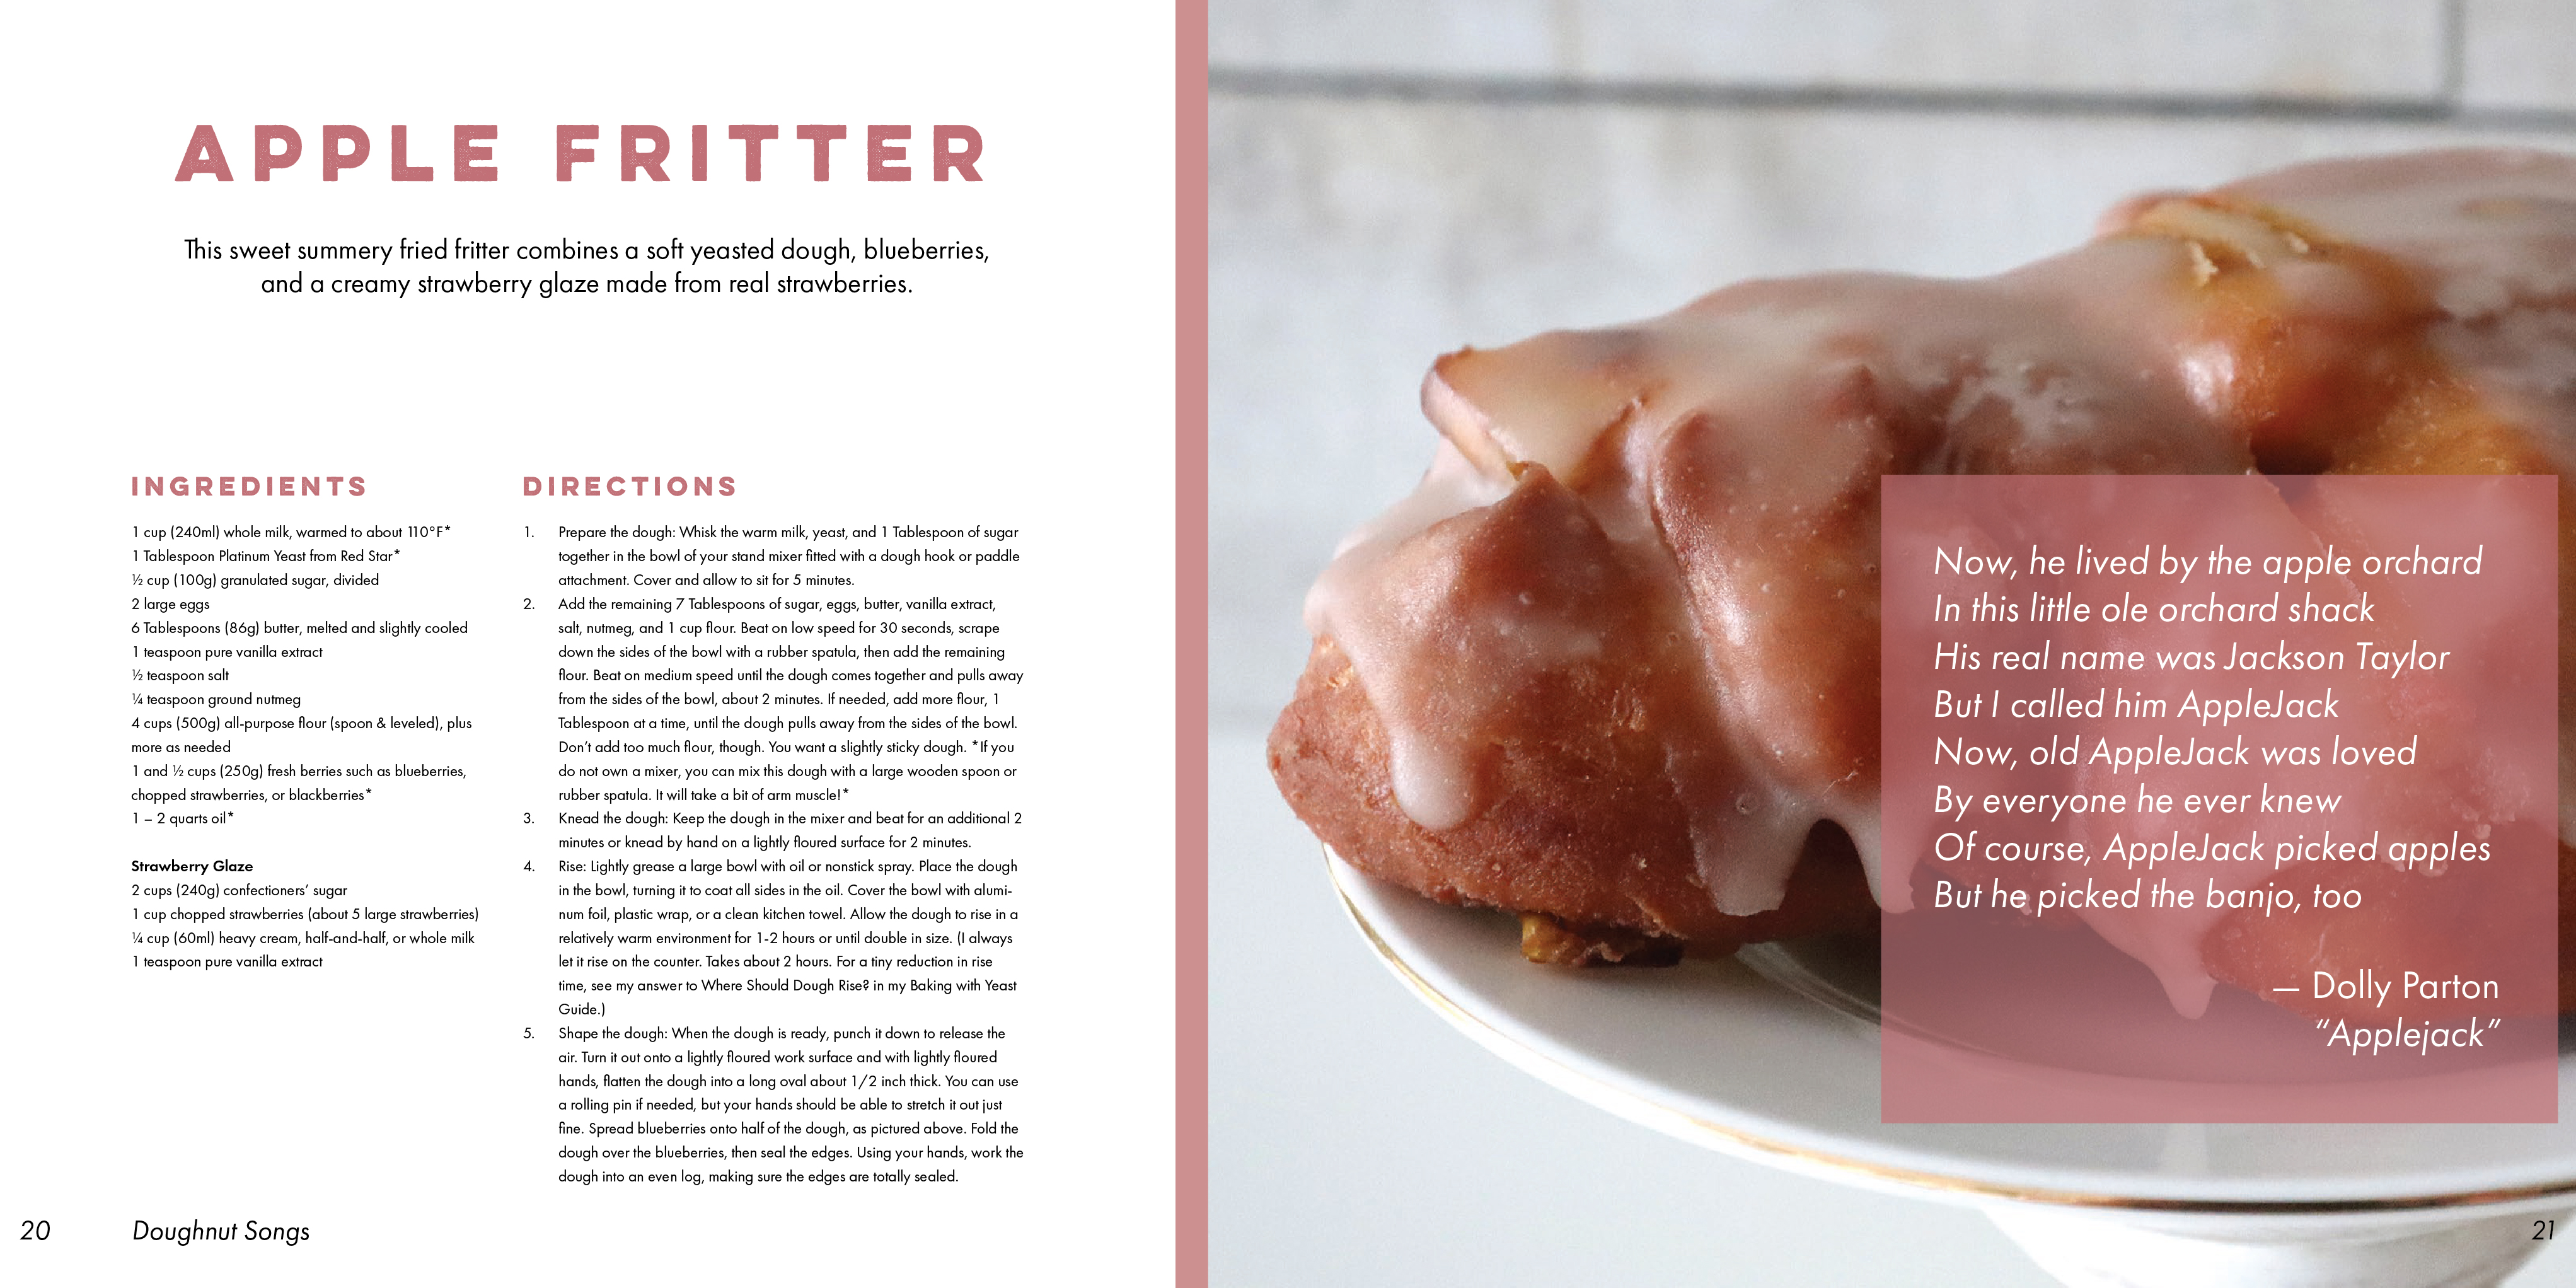 APPLE FRITTER
This sweet summery fried fritter combines a soft yeasted dough, blueberries,
and a creamy strawberry glaze made from real strawberries.
INGREDIENTS
1 cup (240ml) whole milk, warmed to about 110°F*
1 Tablespoon Platinum Yeast from Red Star*
½ cup (100g) granulated sugar, divided
2 large eggs
6 Tablespoons (86g) butter, melted and slightly cooled
1 teaspoon pure vanilla extract
½ teaspoon salt
¼ teaspoon ground nutmeg
4 cups (500g) all-purpose flour (spoon & leveled), plus
more as needed
1 and ½ cups (250g) fresh berries such as blueberries,
chopped strawberries, or blackberries*
1 – 2 quarts oil*
Strawberry Glaze
2 cups (240g) confectioners’ sugar
1 cup chopped strawberries (about 5 large strawberries)
¼ cup (60ml) heavy cream, half-and-half, or whole milk
1 teaspoon pure vanilla extract
DIRECTIONS
1. Prepare the dough: Whisk the warm milk, yeast, and 1 Tablespoon of sugar
together in the bowl of your stand mixer fitted with a dough hook or paddle
attachment. Cover and allow to sit for 5 minutes.
2. Add the remaining 7 Tablespoons of sugar, eggs, butter, vanilla extract,
salt, nutmeg, and 1 cup flour. Beat on low speed for 30 seconds, scrape
down the sides of the bowl with a rubber spatula, then add the remaining
flour. Beat on medium speed until the dough comes together and pulls away
from the sides of the bowl, about 2 minutes. If needed, add more flour, 1
Tablespoon at a time, until the dough pulls away from the sides of the bowl.
Don’t add too much flour, though. You want a slightly sticky dough. *If you
do not own a mixer, you can mix this dough with a large wooden spoon or
rubber spatula. It will take a bit of arm muscle!*
3. Knead the dough: Keep the dough in the mixer and beat for an additional 2
minutes or knead by hand on a lightly floured surface for 2 minutes.
4. Rise: Lightly grease a large bowl with oil or nonstick spray. Place the dough
in the bowl, turning it to coat all sides in the oil. Cover the bowl with alumi-
num foil, plastic wrap, or a clean kitchen towel. Allow the dough to rise in a
relatively warm environment for 1-2 hours or until double in size. (I always
let it rise on the counter. Takes about 2 hours. For a tiny reduction in rise
time, see my answer to Where Should Dough Rise? in my Baking with Yeast
Guide.)
5. Shape the dough: When the dough is ready, punch it down to release the
air. Turn it out onto a lightly floured work surface and with lightly floured
hands, flatten the dough into a long oval about 1/2 inch thick. You can use
a rolling pin if needed, but your hands should be able to stretch it out just
fine. Spread blueberries onto half of the dough, as pictured above. Fold the
dough over the blueberries, then seal the edges. Using your hands, work the
dough into an even log, making sure the edges are totally sealed.
20 Doughnut Songs
Now, he lived by the apple orchard
In this little ole orchard shack
His real name was Jackson Taylor
But I called him AppleJack
Now, old AppleJack was loved
By everyone he ever knew
Of course, AppleJack picked apples
But he picked the banjo, too
— Dolly Parton
“Applejack”
21